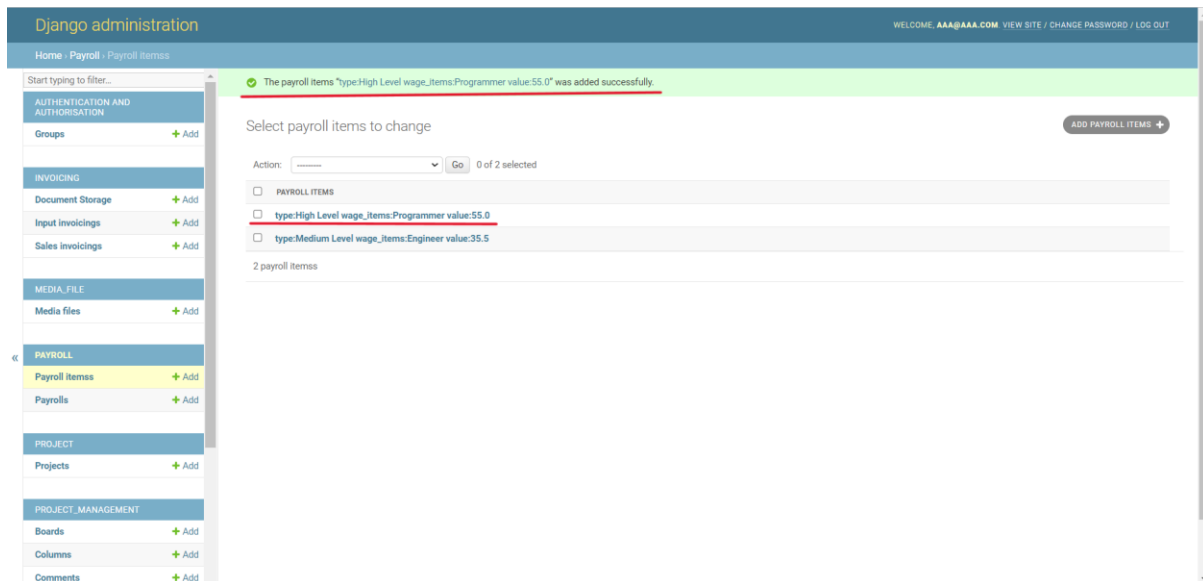 Django administration
WELCOME, AAA@AAA.COM. VIEW SITE / CHANGE PASSWORD / LOG OUT
Home › Payroll › Payroll itemss
Start typing to filter...
AUTHENTICATION AND
AUTHORISATION
Groups + Add
INVOICING
Document Storage + Add
Input invoicings + Add
Sales invoicings + Add
MEDIA_FILE
Media files + Add
«
PAYROLL
Payroll itemss + Add
Payrolls + Add
PROJECT
Projects + Add
PROJECT_MANAGEMENT
Boards + Add
Columns + Add
Comments + Add
The payroll items “type:High Level wage_items:Programmer value:55.0” was added successfully.
Select payroll items to change
ADD PAYROLL ITEMS +
Action: --------- Go 0 of 2 selected
PAYROLL ITEMS
type:High Level wage_items:Programmer value:55.0
type:Medium Level wage_items:Engineer value:35.5
2 payroll itemss